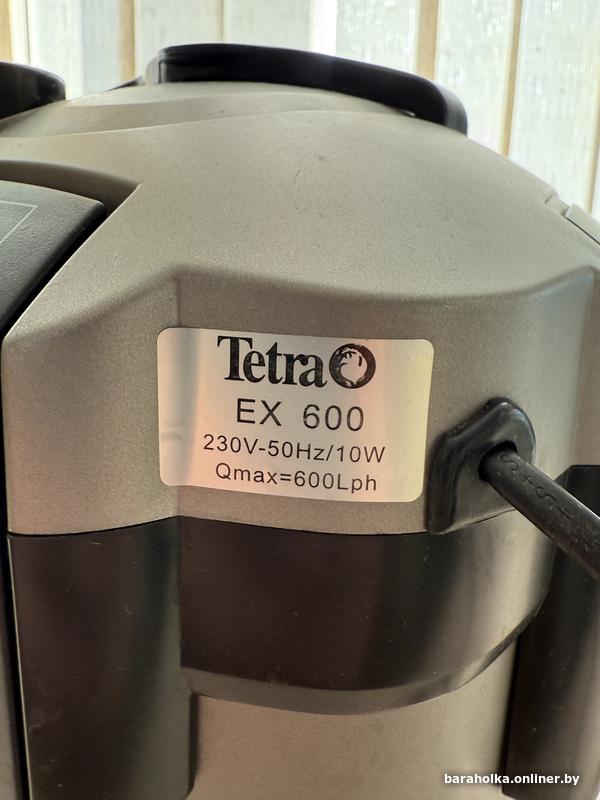 Tetra
EX 600
230V-50Hz/10W
Qmax=600Lph
baraholka.onliner.by